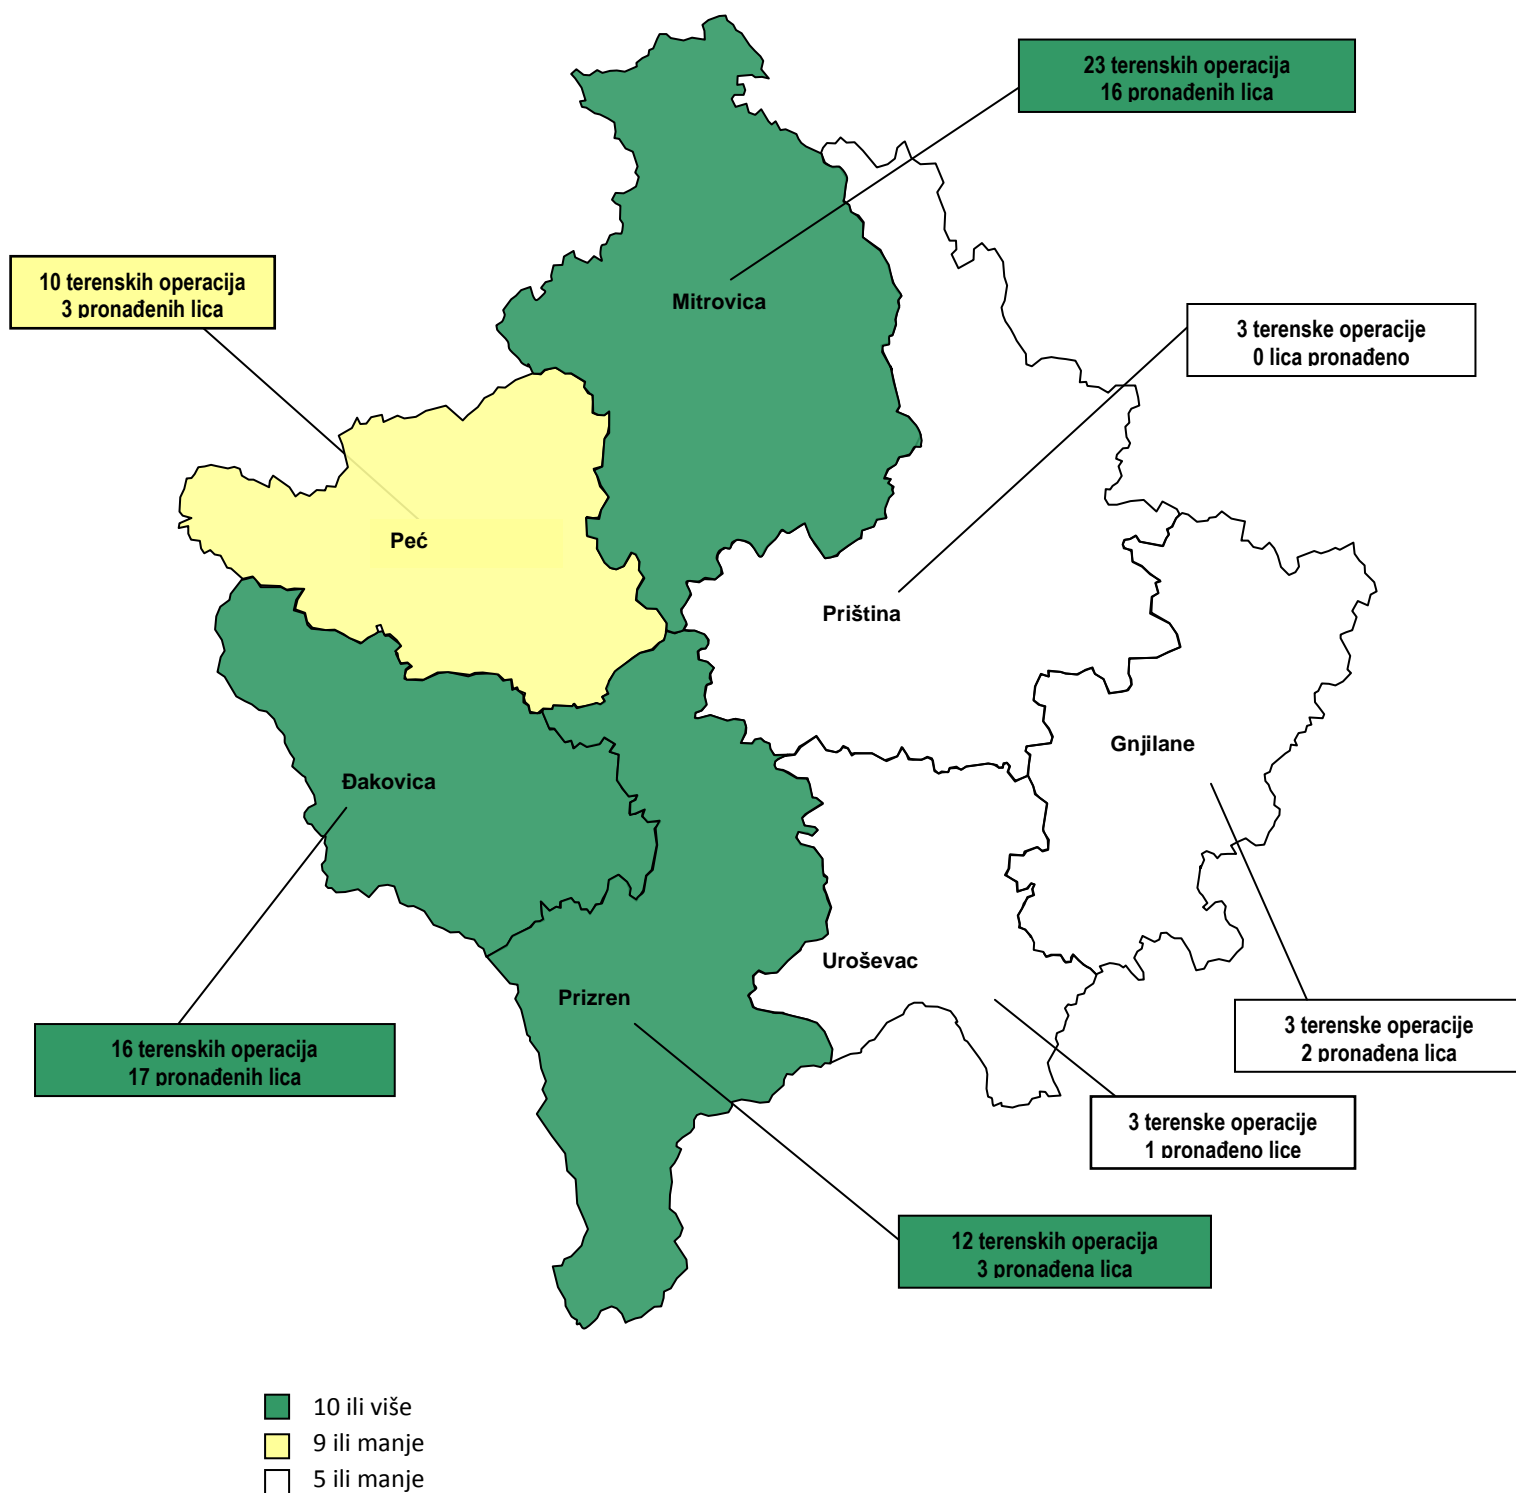 23 terenskih operacija
16 pronađenih lica
10 terenskih operacija
3 pronađenih lica
Mitrovica
3 terenske operacije
0 lica pronađeno
Peć
Priština
Gnjilane
Đakovica
Uroševac
Prizren
16 terenskih operacija
17 pronađenih lica
3 terenske operacije
2 pronađena lica
3 terenske operacije
1 pronađeno lice
12 terenskih operacija
3 pronađena lica
10 ili više
9 ili manje
5 ili manje